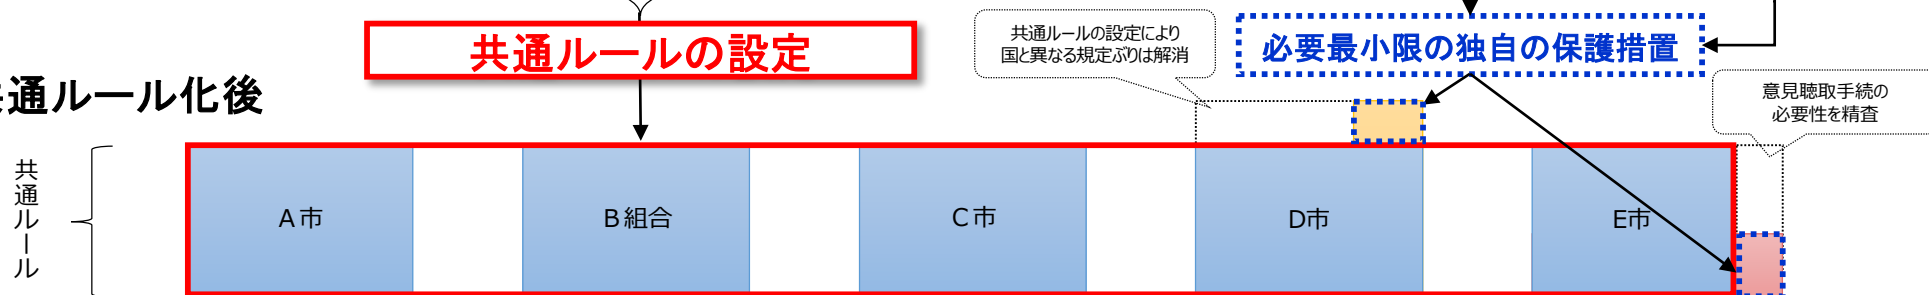 共通ルールの設定
共通ルールの設定により
国と異なる規定ぶりは解消
必要最小限の独自の保護措置
意見聴取手続の
必要性を精査
通ルール化後
共通ルール
A市
B組合
C市
D市
E市